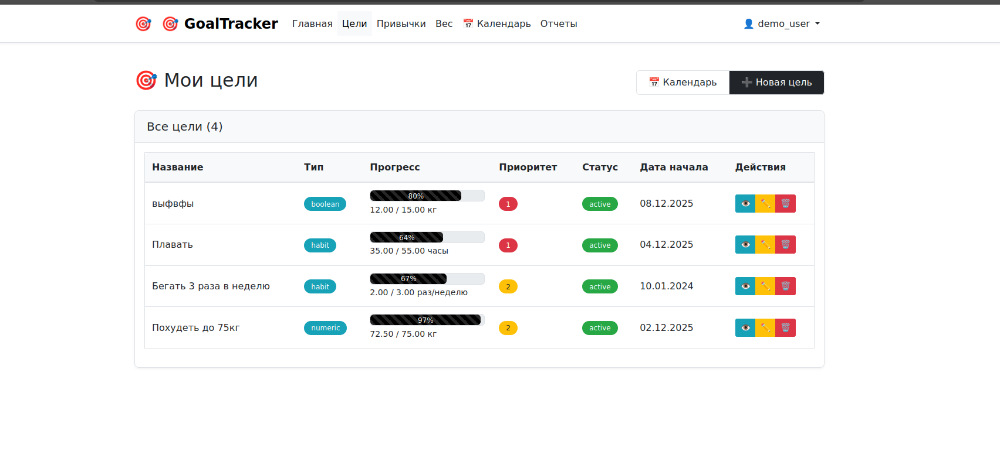 GoalTracker Главная Цели Привычки Вес Календарь Отчеты demo_user
Мои цели
Календарь Новая цель
Все цели (4)
Название Тип Прогресс Приоритет Статус Дата начала Действия
выфвфы boolean 80% 12.00 / 15.00 кг 1 active 08.12.2025
Плавать habit 64% 35.00 / 55.00 часы 1 active 04.12.2025
Бегать 3 раза в неделю habit 67% 2.00 / 3.00 раз/неделю 2 active 10.01.2024
Похудеть до 75кг numeric 97% 72.50 / 75.00 кг 2 active 02.12.2025